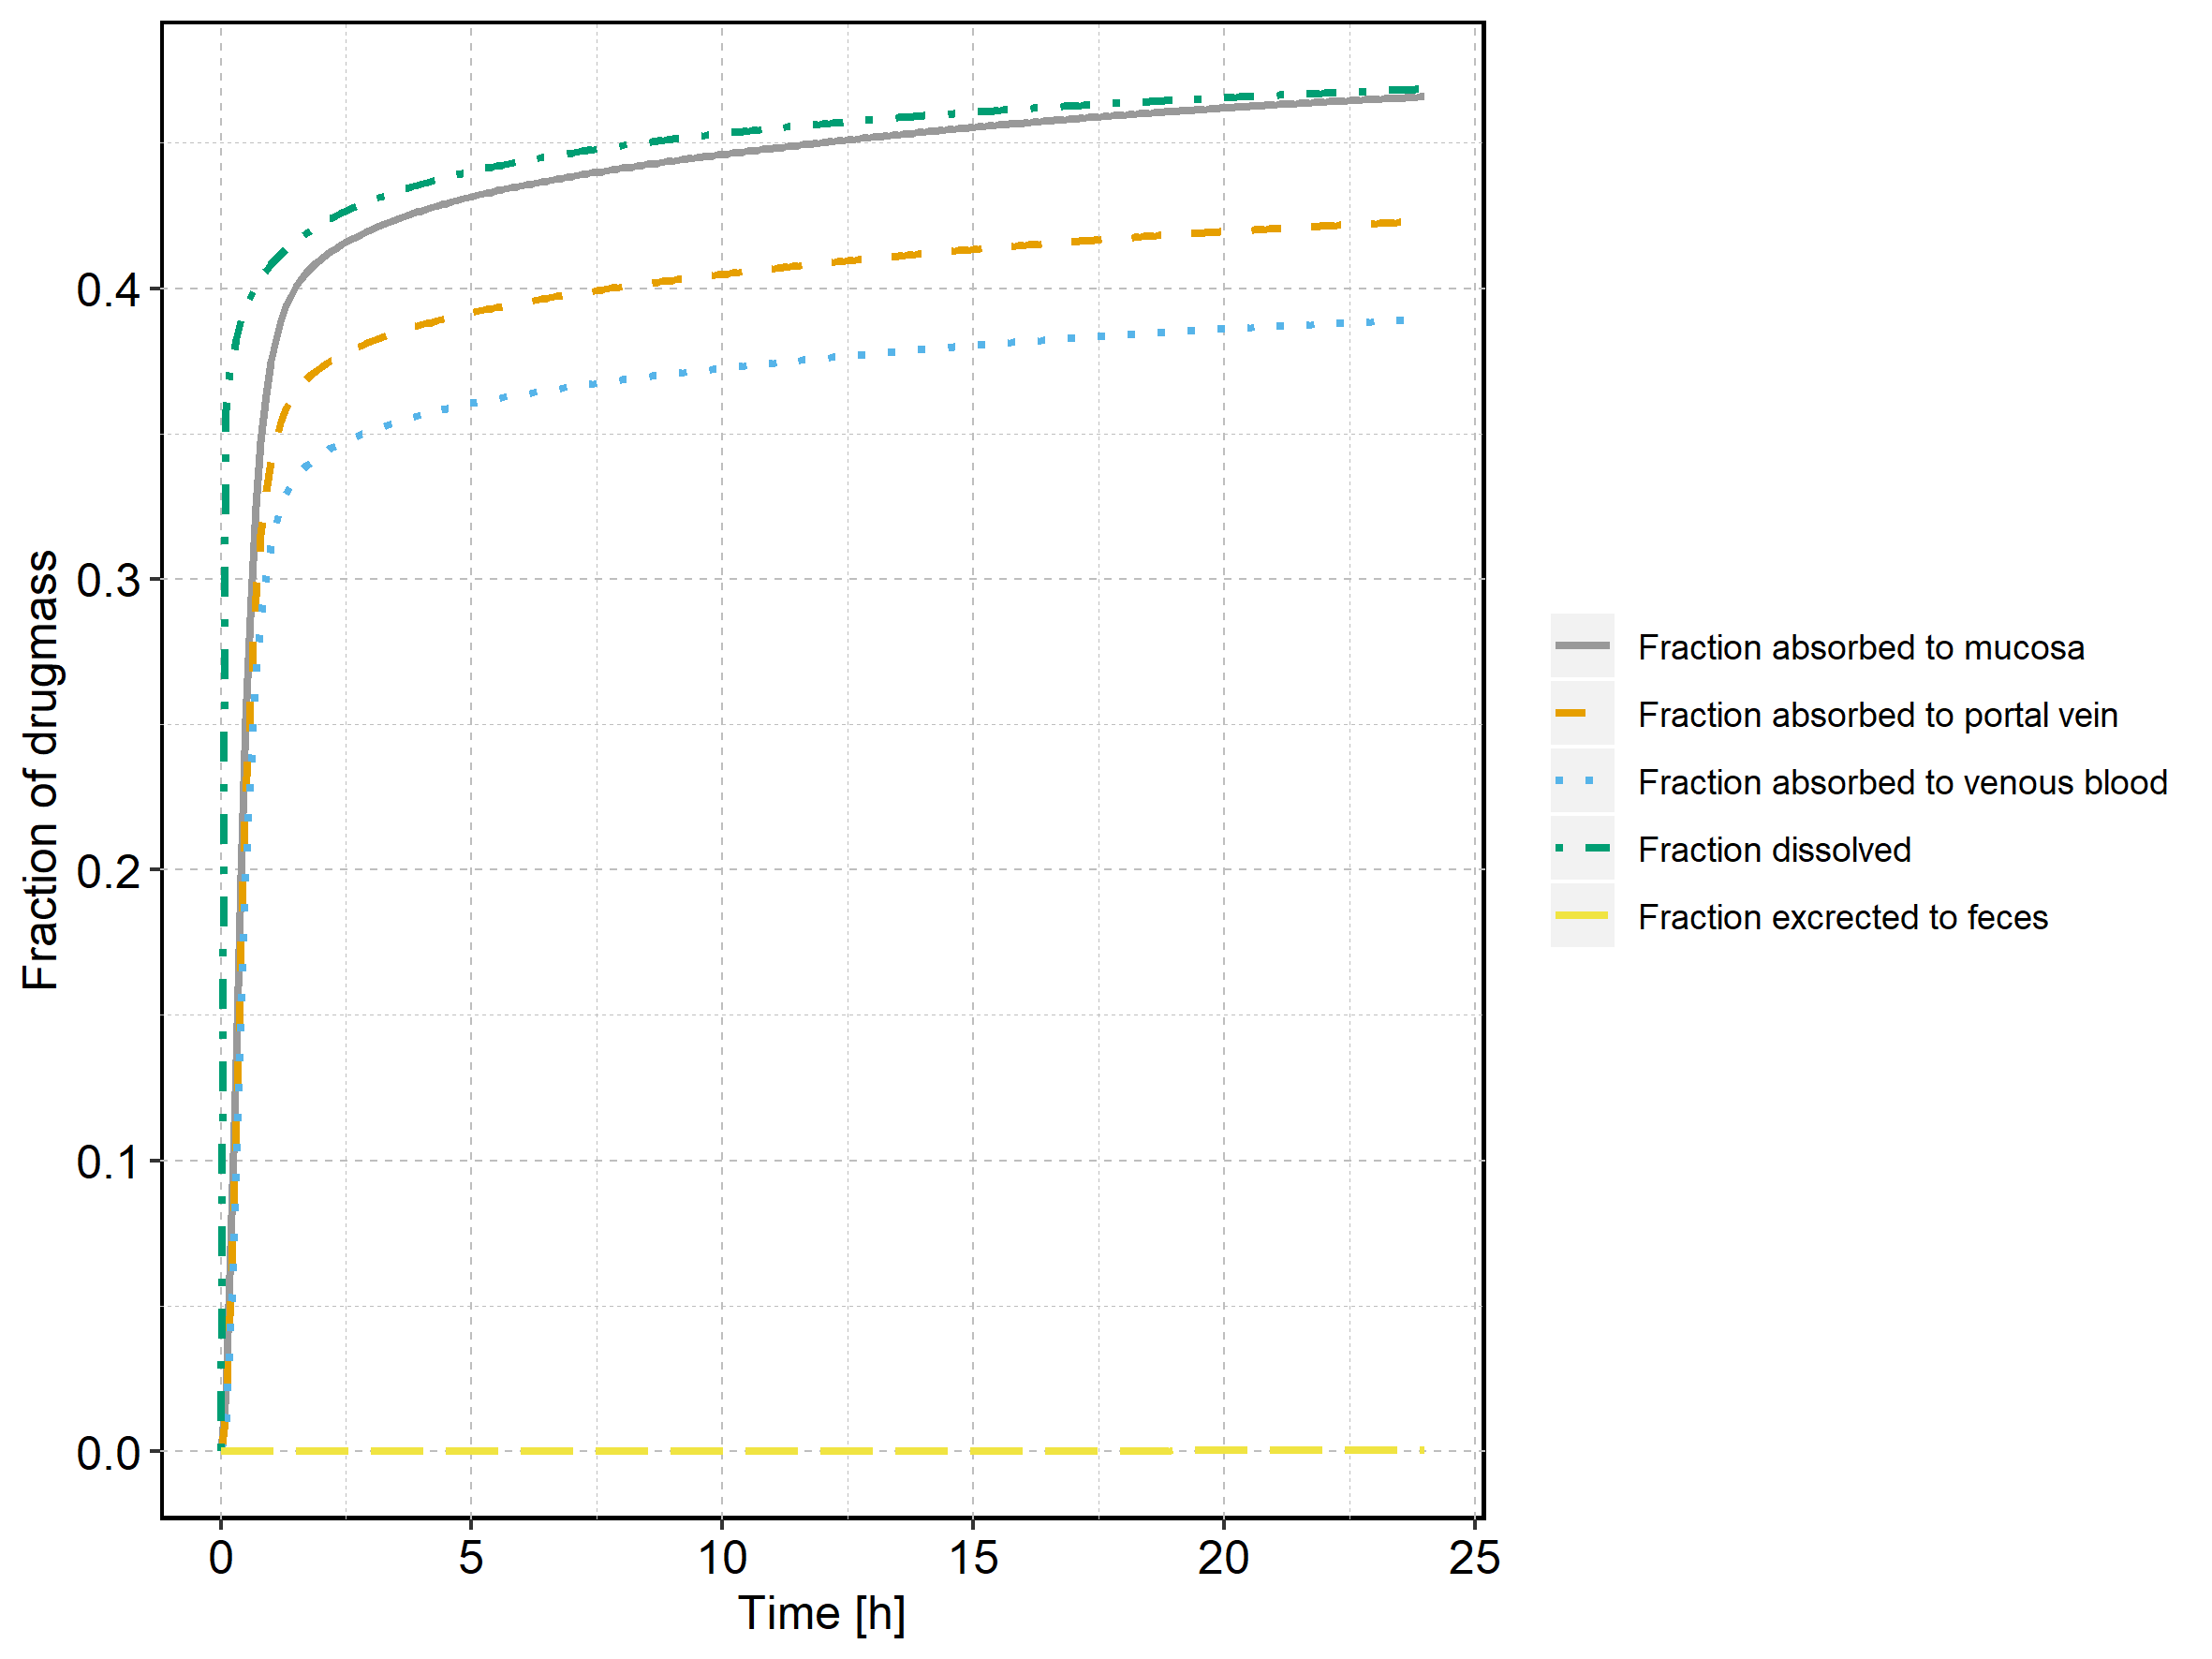 Fraction of drugmass
0.4
0.3
0.2
0.1
0.0
0 5 10 15 20 25
Time [h]
Fraction absorbed to mucosa
Fraction absorbed to portal vein
Fraction absorbed to venous blood
Fraction dissolved
Fraction excrected to feces